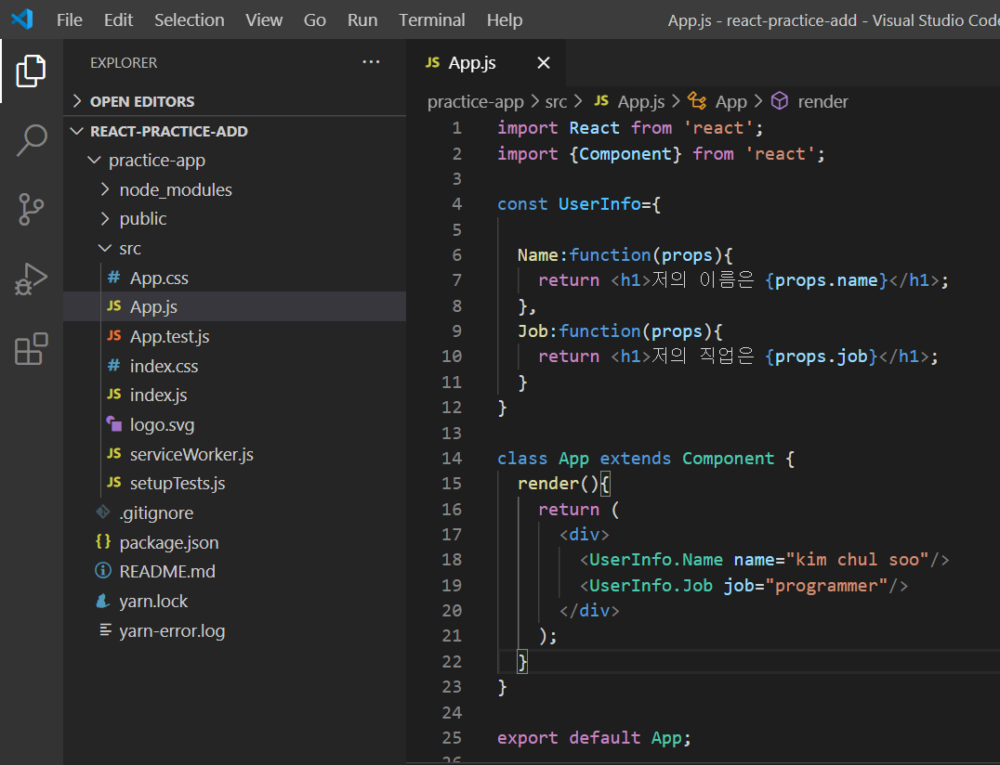 File Edit Selection View Go Run Terminal Help App.js - react-practice-add - Visual Studio Code
EXPLORER ...
OPEN EDITORS
REACT-PRACTICE-ADD
practice-app
node_modules
public
src
# App.css
JS App.js
JS App.test.js
# index.css
JS index.js
logo.svg
JS serviceWorker.js
JS setupTests.js
.gitignore
{} package.json
README.md
yarn.lock
yarn-error.log
JS App.js ×
practice-app > src > JS App.js > App > render
1 import React from 'react';
2 import {Component} from 'react';
3
4 const UserInfo={
5
6 Name:function(props){
7 return <h1>저의 이름은 {props.name}</h1>;
8 },
9 Job:function(props){
10 return <h1>저의 직업은 {props.job}</h1>;
11 }
12 }
13
14 class App extends Component {
15 render(){
16 return (
17 <div>
18 <UserInfo.Name name="kim chul soo"/>
19 <UserInfo.Job job="programmer"/>
20 </div>
21 );
22 }
23 }
24
25 export default App;
26